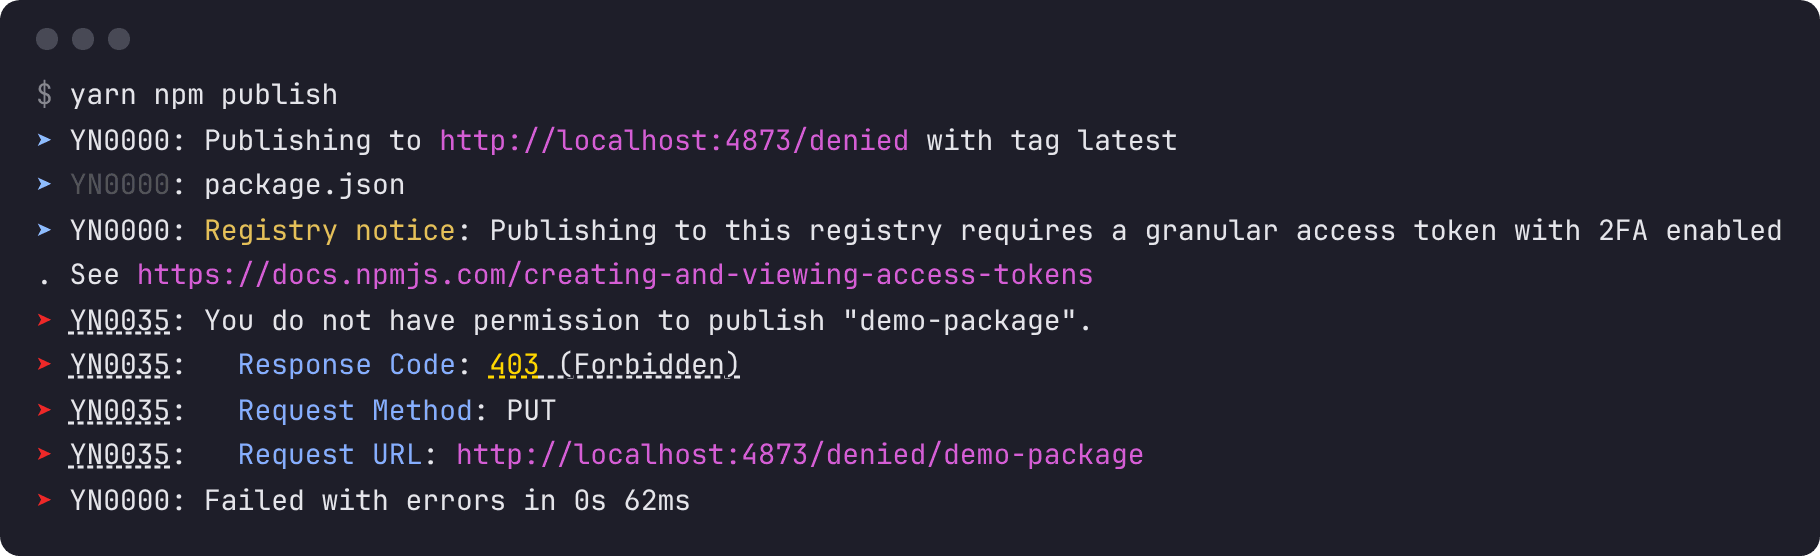 $ yarn npm publish
➤ YN0000: Publishing to http://localhost:4873/denied with tag latest
➤ YN0000: package.json
➤ YN0000: Registry notice: Publishing to this registry requires a granular access token with 2FA enabled
. See https://docs.npmjs.com/creating-and-viewing-access-tokens
➤ YN0035: You do not have permission to publish "demo-package".
➤ YN0035:   Response Code: 403 (Forbidden)
➤ YN0035:   Request Method: PUT
➤ YN0035:   Request URL: http://localhost:4873/denied/demo-package
➤ YN0000: Failed with errors in 0s 62ms